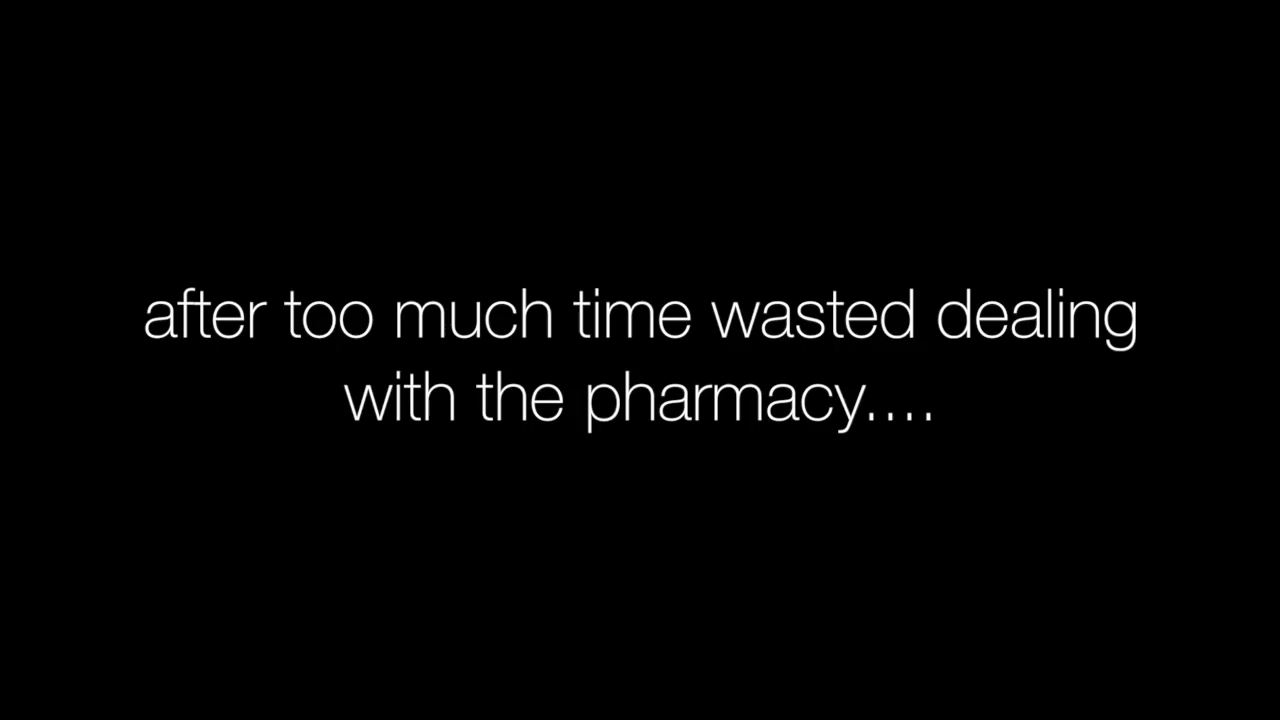 after too much time wasted dealing
with the pharmacy....